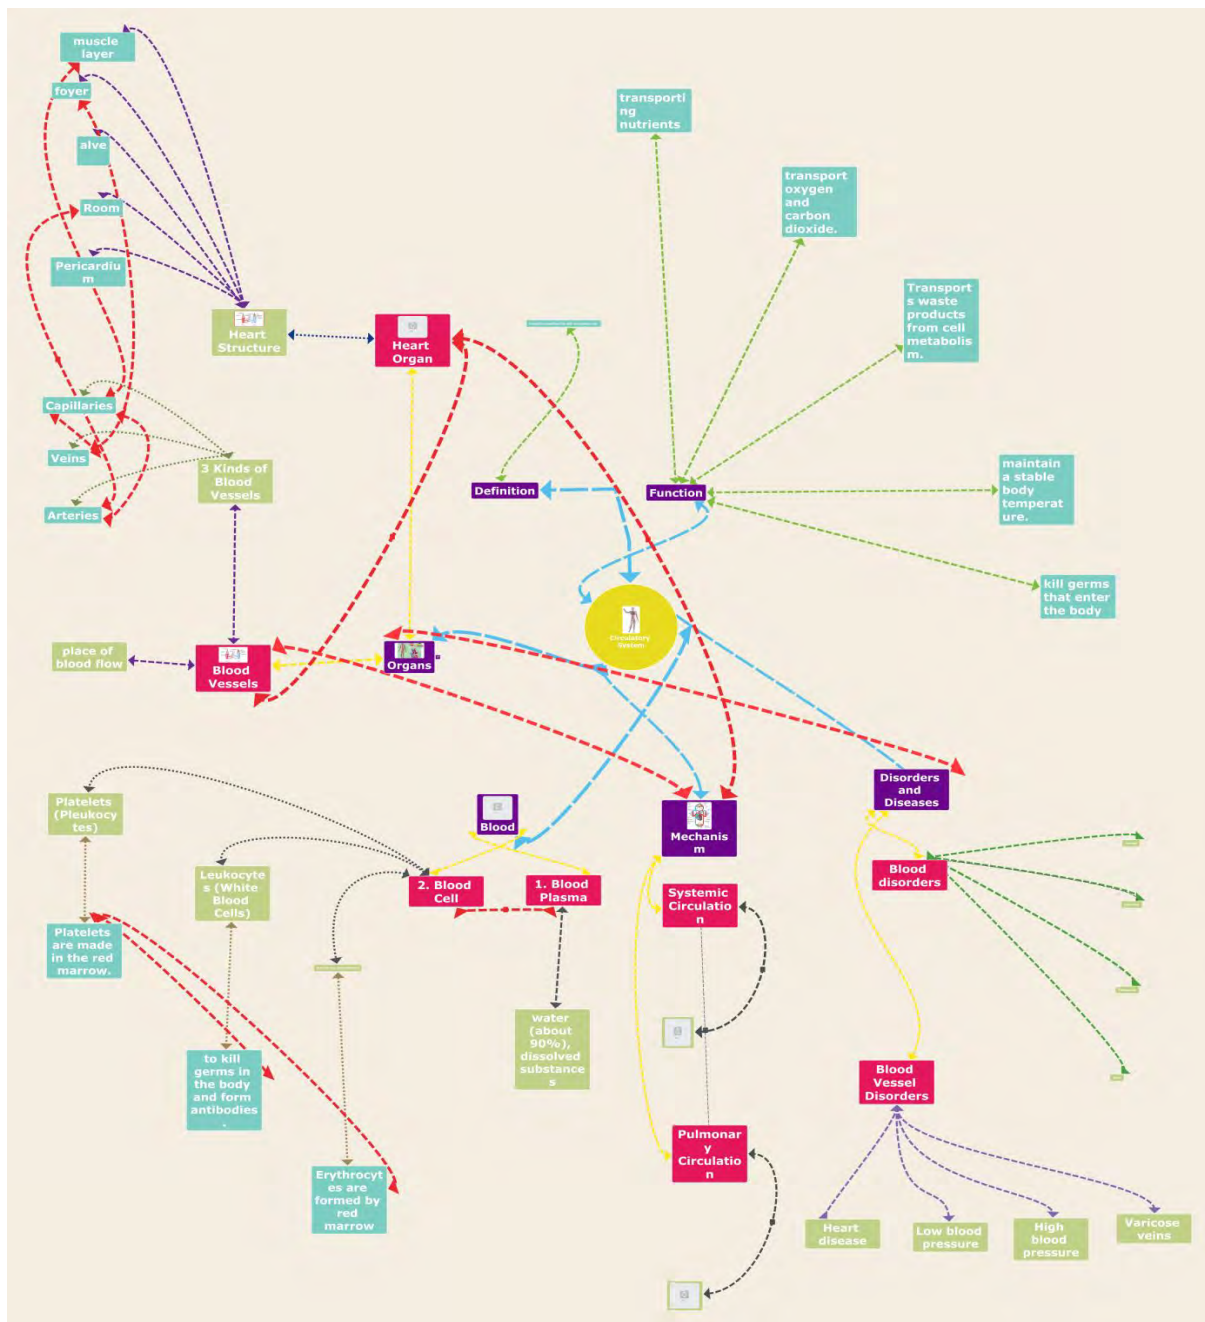 muscle
layer
foyer
alve
Room
Pericardiu
m
Heart
Structure
Heart
Organ
transporti
ng
nutrients
transport
oxygen
and
carbon
dioxide.
Transport
s waste
products
from cell
metabolis
m.
maintain
a stable
body
temperat
ure.
kill germs
that enter
the body
Definition
Function
Circulatory
System
Capillaries
Veins
Arteries
3 Kinds of
Blood
Vessels
place of
blood flow
Blood
Vessels
Organs
Disorders
and
Diseases
Blood
disorders
Platelets
(Pleukocy
tes)
Platelets
are made
in the red
marrow.
Leukocyte
s (White
Blood
Cells)
to kill
germs in
the body
and form
antibodies
.
Erythrocyt
es are
formed by
red
marrow
Blood
2. Blood
Cell
1. Blood
Plasma
water
(about
90%),
dissolved
substance
s
Mechanis
m
Systemic
Circulatio
n
Pulmonar
y
Circulatio
n
Blood
Vessel
Disorders
Heart
disease
Low blood
pressure
High
blood
pressure
Varicose
veins